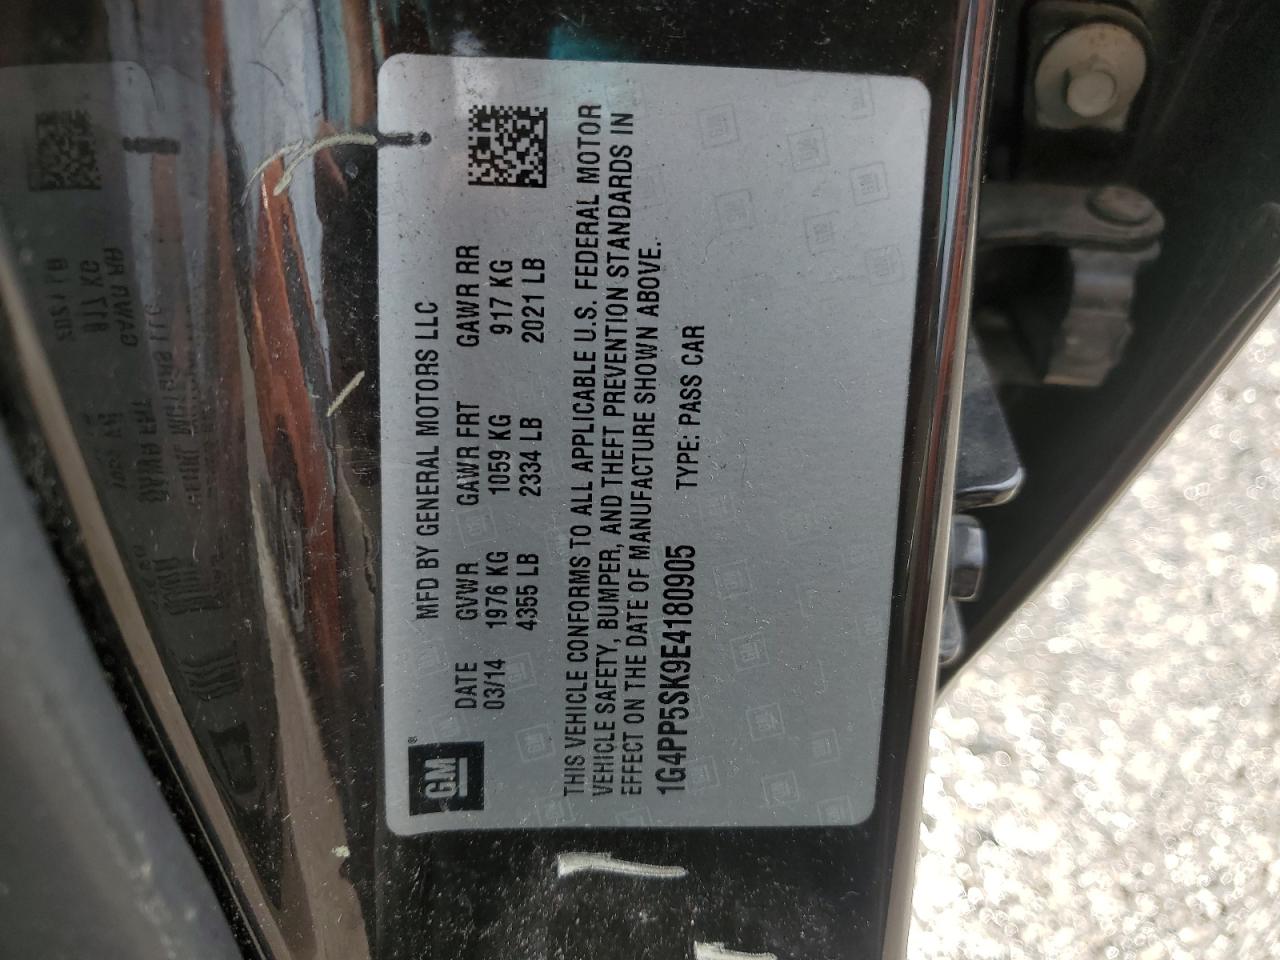 GM®
MFD BY GENERAL MOTORS LLC
DATE GVWR GAWR FRT GAWR RR
03/14 1976 KG 1059 KG 917 KG
4355 LB 2334 LB 2021 LB
THIS VEHICLE CONFORMS TO ALL APPLICABLE U.S. FEDERAL MOTOR
VEHICLE SAFETY, BUMPER, AND THEFT PREVENTION STANDARDS IN
EFFECT ON THE DATE OF MANUFACTURE SHOWN ABOVE.
1G4PP5SK9E4180905 TYPE: PASS CAR